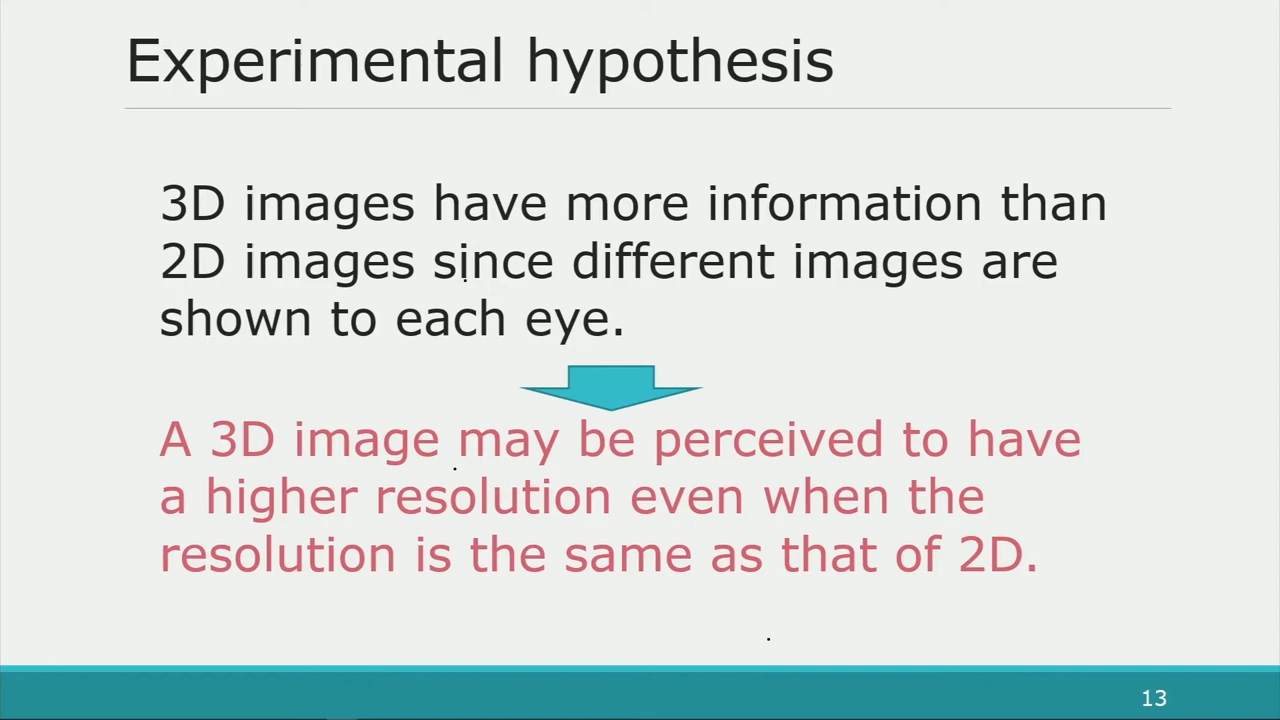 Experimental hypothesis
3D images have more information than
2D images since different images are
shown to each eye.
A 3D image may be perceived to have
a higher resolution even when the
resolution is the same as that of 2D.
13